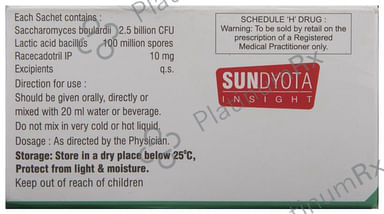 Each Sachet contains :
Saccharomyces boulardii 2.5 billion CFU
Lactic acid bacillus 100 million spores
Racecadotril IP 10 mg
Excipients q.s.
Direction for use :
Should be given orally, directly or
mixed with 20 ml water or beverage.
Do not mix in very cold or hot liquid.
Dosage : As directed by the Physician.
Storage: Store in a dry place below 25°C,
Protect from light & moisture.
Keep out of reach of children
SCHEDULE 'H' DRUG :
Warning: To be sold by retail on the
prescription of a Registered
Medical Practitioner only.
SUNDYOTA
INSIGHT
PlatinumRx